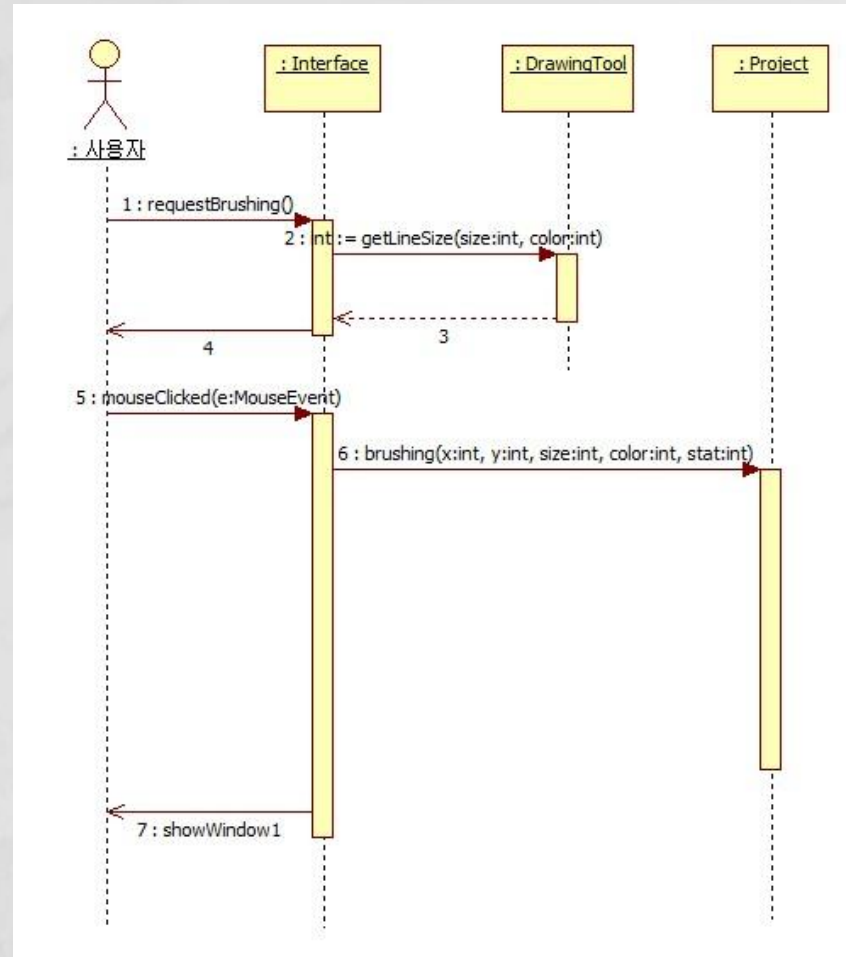 : Interface
: DrawingTool
: Project
: 사용자
1 : requestBrushing()
2 : int := getLineSize(size:int, color:int)
3
4
5 : mouseClicked(e:MouseEvent)
6 : brushing(x:int, y:int, size:int, color:int, stat:int)
7 : showWindow1